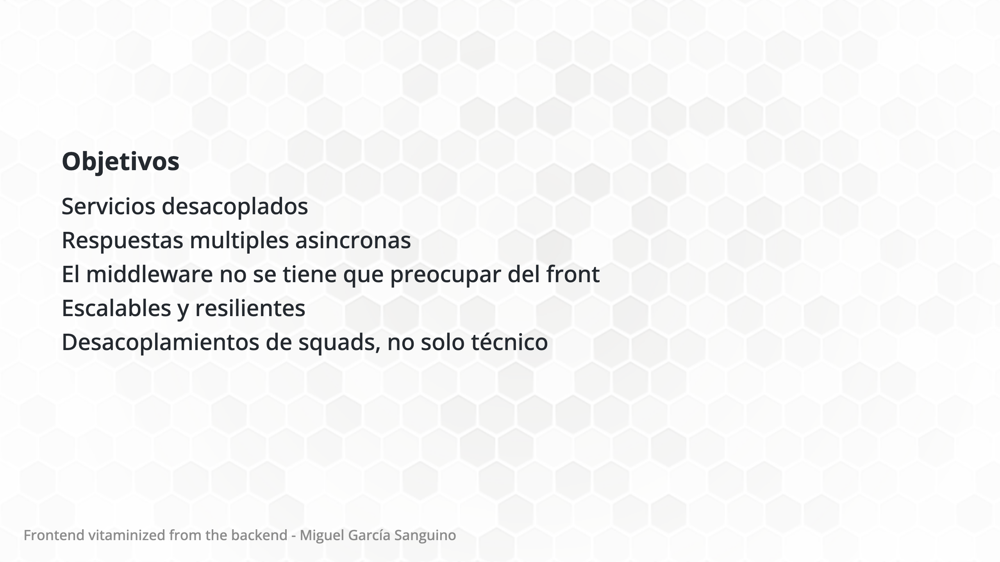 Objetivos
Servicios desacoplados
Respuestas multiples asincronas
El middleware no se tiene que preocupar del front
Escalables y resilientes
Desacoplamientos de squads, no solo técnico
Frontend vitaminized from the backend - Miguel García Sanguino